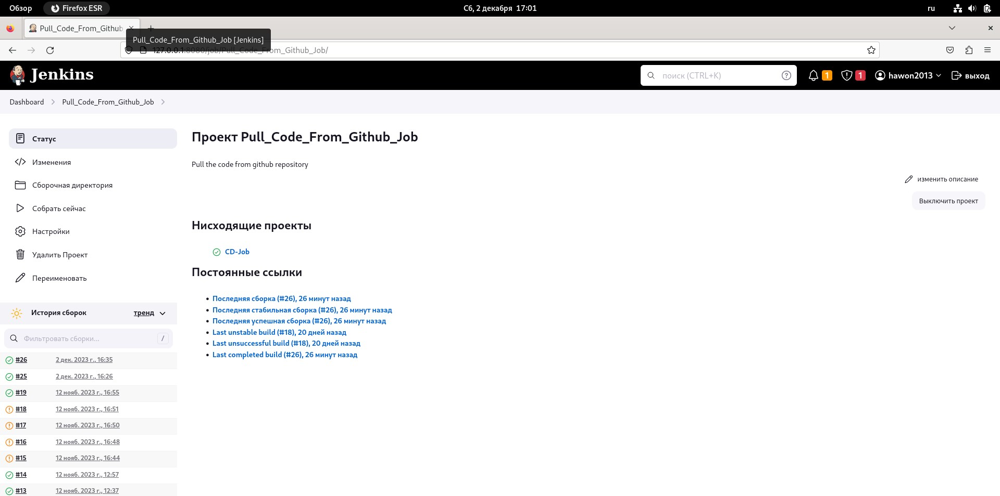 Обзор Firefox ESR Сб, 2 декабря 17:01 ru
Pull_Code_From_Github
Pull_Code_From_Github_Job [Jenkins]
127.0.0.1:8080/job/Pull_Code_From_Github_Job/
Jenkins поиск (CTRL+K) ? 1 1 hawon2013 выход
Dashboard Pull_Code_From_Github_Job
Статус
Изменения
Сборочная директория
Собрать сейчас
Настройки
Удалить Проект
Переименовать
История сборок тренд
Фильтровать сборки... /
#26 2 дек. 2023 г., 16:35
#25 2 дек. 2023 г., 16:26
#19 12 нояб. 2023 г., 16:55
#18 12 нояб. 2023 г., 16:51
#17 12 нояб. 2023 г., 16:50
#16 12 нояб. 2023 г., 16:48
#15 12 нояб. 2023 г., 16:44
#14 12 нояб. 2023 г., 12:57
#13 12 нояб. 2023 г., 12:37
Проект Pull_Code_From_Github_Job
Pull the code from github repository
изменить описание
Выключить проект
Нисходящие проекты
CD-Job
Постоянные ссылки
Последняя сборка (#26), 26 минут назад
Последняя стабильная сборка (#26), 26 минут назад
Последняя успешная сборка (#26), 26 минут назад
Last unstable build (#18), 20 дней назад
Last unsuccessful build (#18), 20 дней назад
Last completed build (#26), 26 минут назад